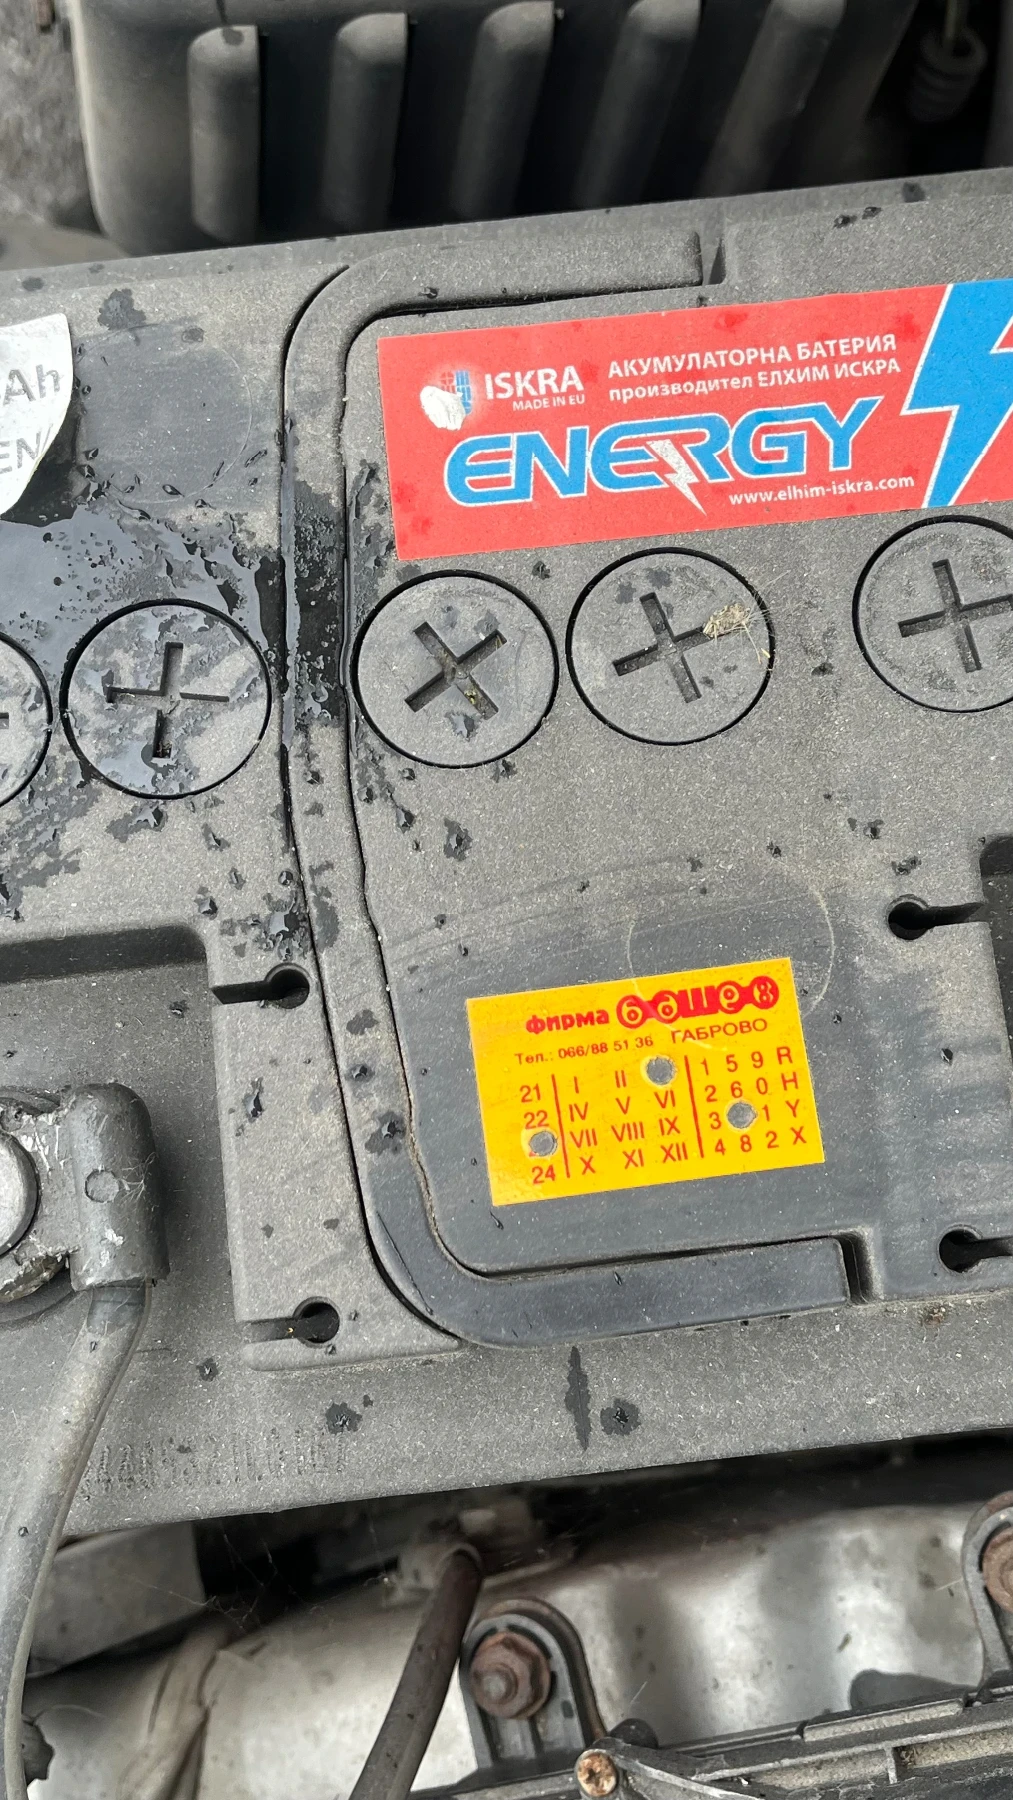 Ah
EN
ISKRA
MADE IN EU
АКУМУЛАТОРНА БАТЕРИЯ
производител ЕЛХИМ ИСКРА
ENERGY
www.elhim-iskra.com
фирма
Тел.: 066/88 51 36 ГАБРОВО
21 I II 1 5 9 R
22 IV V VI 2 6 0 H
VII VIII IX 3 1 Y
24 X XI XII 4 8 2 X